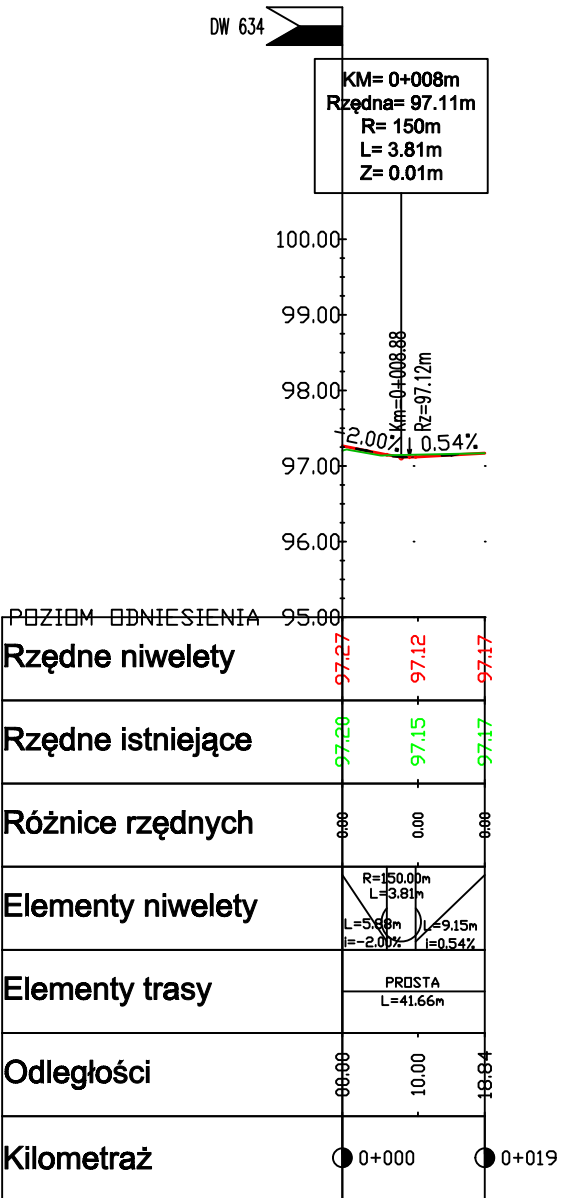 DW 634
KM= 0+008m
Rzędna= 97.11m
R= 150m
L= 3.81m
Z= 0.01m
100.00
99.00
98.00
Km=0+008.88
Rz=97.12m
-2.00%
0.54%
97.00
96.00
POZIOM ODNIESIENIA 95.00
Rzędne niwelety
97.27
97.12
97.17
Rzędne istniejące
97.20
97.15
97.17
Różnice rzędnych
0.00
0.00
0.00
Elementy niwelety
R=150.00m
L=3.81m
L=5.88m
i=-2.00%
L=9.15m
i=0.54%
Elementy trasy
PROSTA
L=41.66m
Odległości
00.00
10.00
18.84
Kilometraż
0+000
0+019